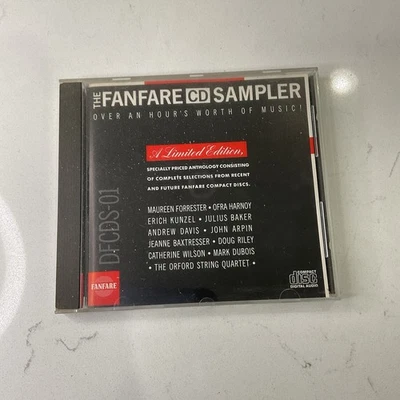 THE FANFARE CD SAMPLER
OVER AN HOUR'S WORTH OF MUSIC!
A Limited Edition,
SPECIALLY PRICED ANTHOLOGY CONSISTING
OF COMPLETE SELECTIONS FROM RECENT
AND FUTURE FANFARE COMPACT DISCS.
MAUREEN FORRESTER • OFRA HARNOY
ERICH KUNZEL • JULIUS BAKER
ANDREW DAVIS • JOHN ARPIN
JEANNE BAXTRESSER • DOUG RILEY
CATHERINE WILSON • MARK DUBOIS
• THE ORFORD STRING QUARTET •
DFCDS-01
FANFARE
COMPACT
disc
DIGITAL AUDIO